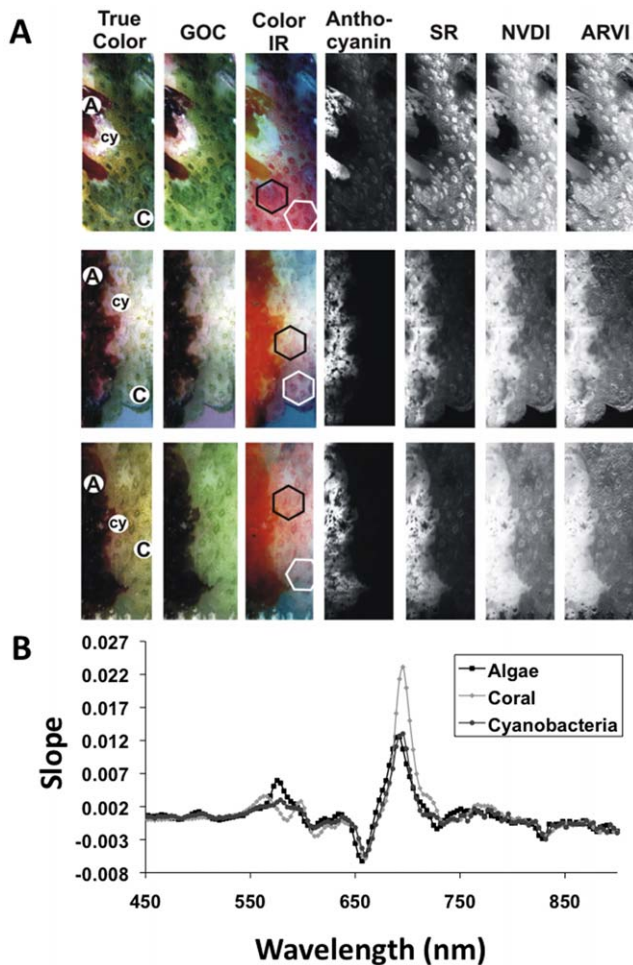 A
True Color
GOC
Color IR
Antho-cyanin
SR
NVDI
ARVI
A
cy
C
A
cy
C
A
cy
C
B
0.027
0.022
0.017
0.012
0.007
0.002
-0.003
-0.008
Slope
Algae
Coral
Cyanobacteria
450
550
650
750
850
Wavelength (nm)